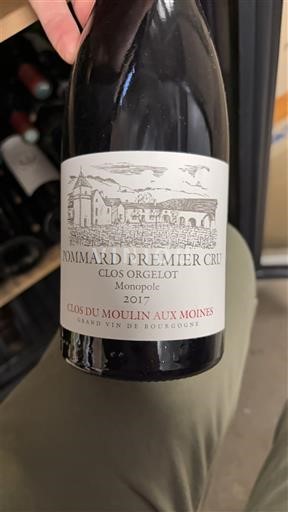 POMMARD PREMIER CRU
CLOS ORGELOT
Monopole
2017
CLOS DU MOULIN AUX MOINES
GRAND VIN DE BOURGOGNE